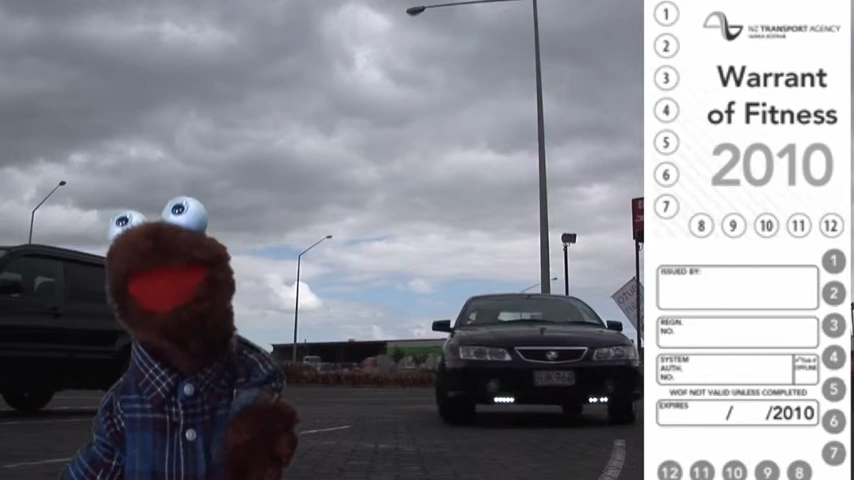 1
NZ TRANSPORT AGENCY
2
3
Warrant
4
of Fitness
5
2010
6
7
8 9 10 11 12
1
ISSUED BY:
2
REGN.
NO.
3
SYSTEM
AUTH.
NO.
4
WOF NOT VALID UNLESS COMPLETED
5
EXPIRES
/ /2010
6
7
12 11 10 9 8